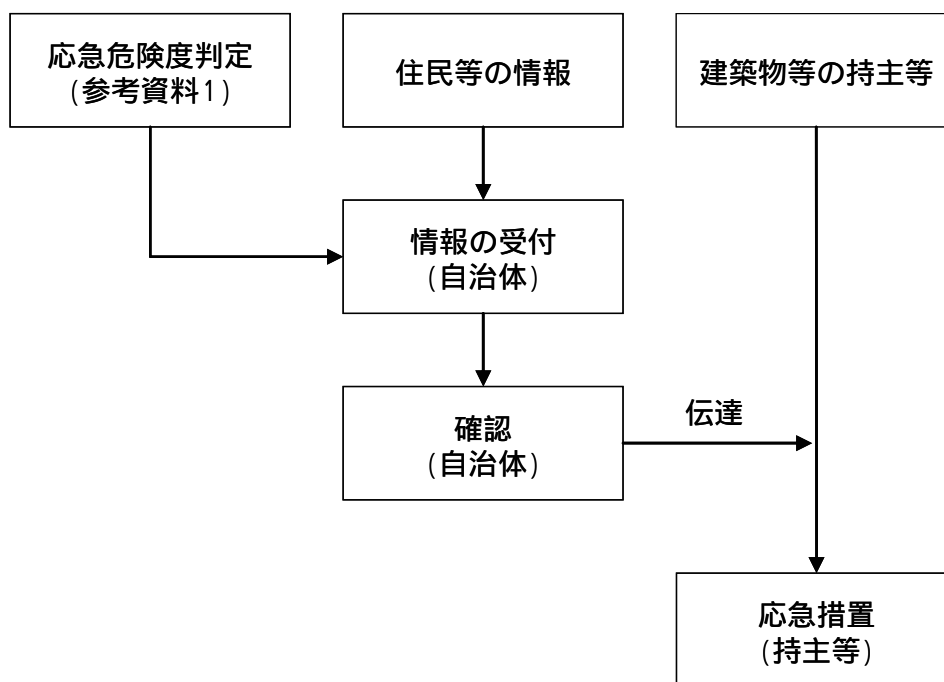 応急危険度判定
(参考資料1)
住民等の情報
建築物等の持主等
情報の受付
(自治体)
確認
(自治体)
伝達
応急措置
(持主等)